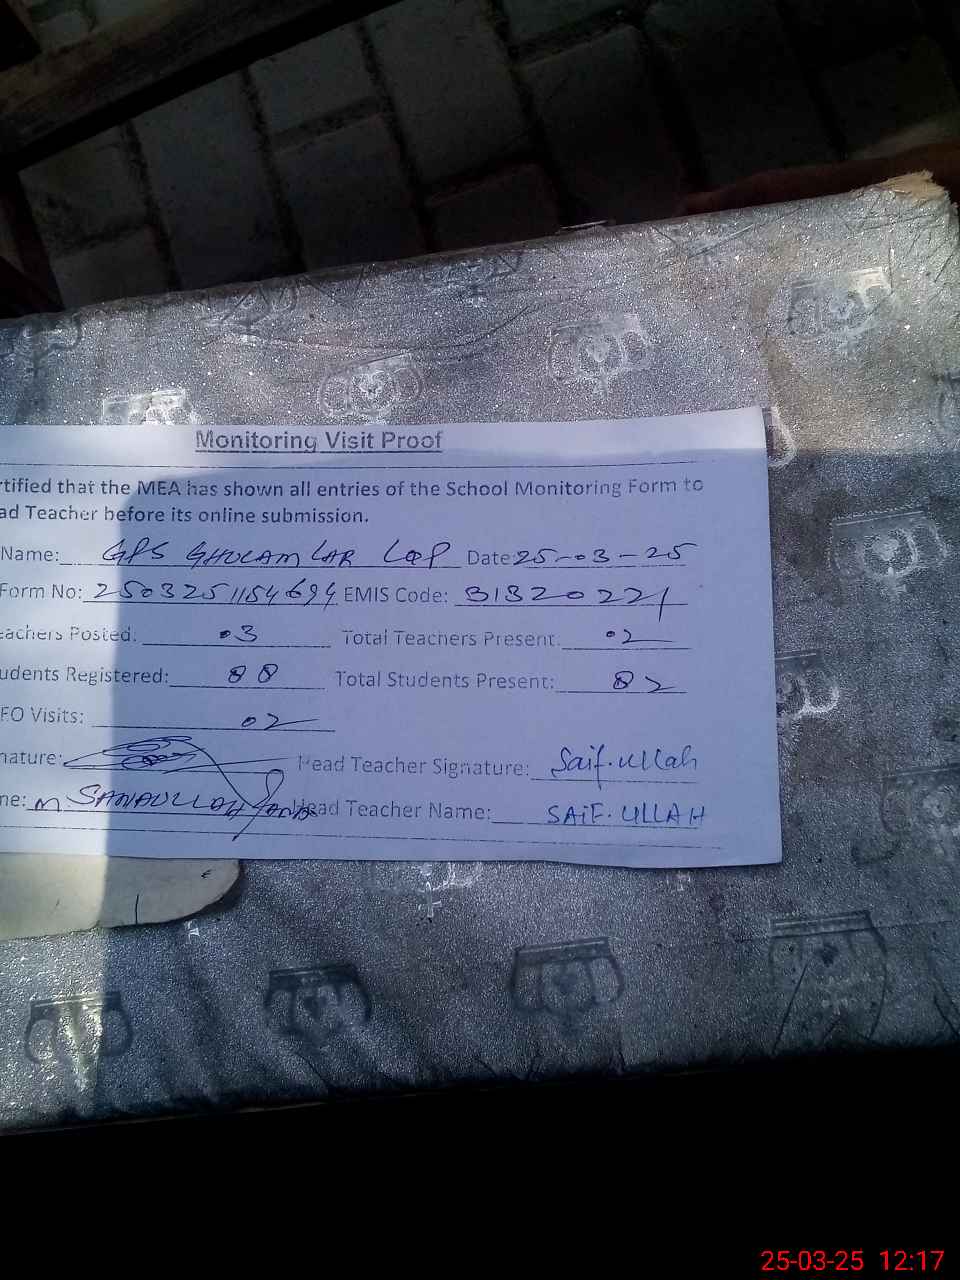 Monitoring Visit Proof
rtified that the MEA has shown all entries of the School Monitoring Form to
ad Teacher before its online submission.
Name: GPS GHULAM LAR Date: 25-03-25
Form No: 2503251154694 EMIS Code: 31320221
eachers Posted: 03 Total Teachers Present: 02
udents Registered: 88 Total Students Present: 82
FO Visits: 02
nature: Head Teacher Signature: Saif.ullah
me: M SANAULLAH Head Teacher Name: SAIF.ULLAH
25-03-25 12:17